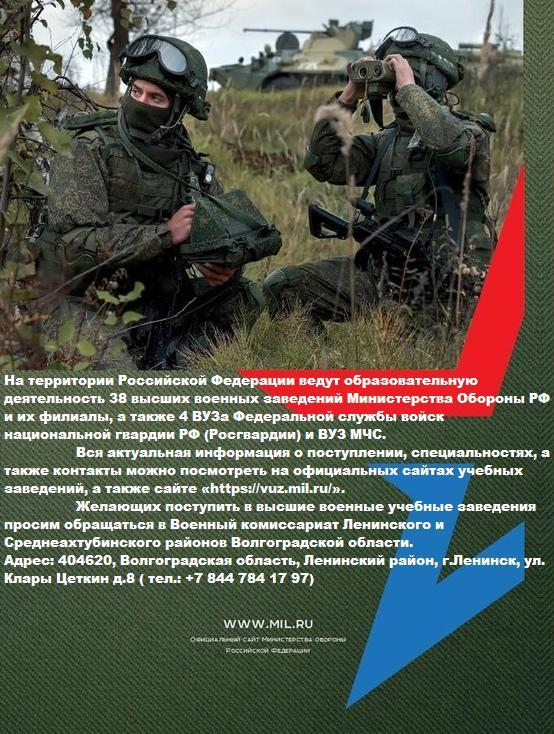 На территории Российской Федерации ведут образовательную
деятельность 38 высших военных заведений Министерства Обороны РФ
и их филиалы, а также 4 ВУЗа Федеральной службы войск
национальной гвардии РФ (Росгвардии) и ВУЗ МЧС.
Вся актуальная информация о поступлении, специальностях, а
также контакты можно посмотреть на официальных сайтах учебных
заведений, а также сайте «https://vuz.mil.ru/».
Желающих поступить в высшие военные учебные заведения
просим обращаться в Военный комиссариат Ленинского и
Среднеахтубинского районов Волгоградской области.
Адрес: 404620, Волгоградская область, Ленинский район, г.Ленинск, ул.
Клары Цеткин д.8 ( тел.: +7 844 784 17 97)
WWW.MIL.RU
Официальный сайт Министерства обороны
Российской Федерации